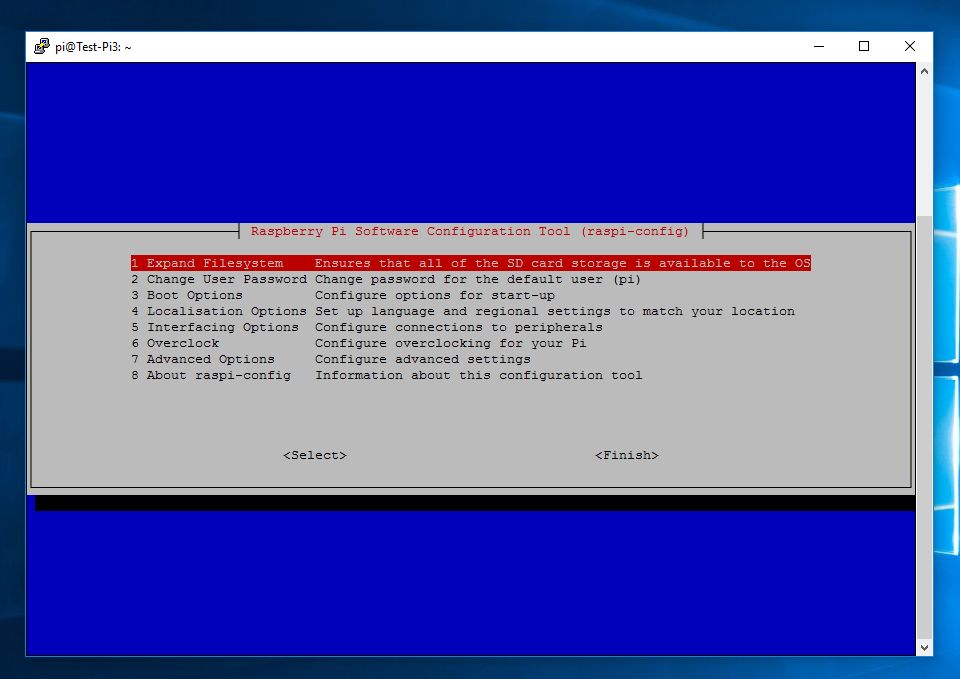 pi@Test-Pi3: ~
Raspberry Pi Software Configuration Tool (raspi-config)
1 Expand Filesystem Ensures that all of the SD card storage is available to the OS
2 Change User Password Change password for the default user (pi)
3 Boot Options Configure options for start-up
4 Localisation Options Set up language and regional settings to match your location
5 Interfacing Options Configure connections to peripherals
6 Overclock Configure overclocking for your Pi
7 Advanced Options Configure advanced settings
8 About raspi-config Information about this configuration tool
<Select> <Finish>